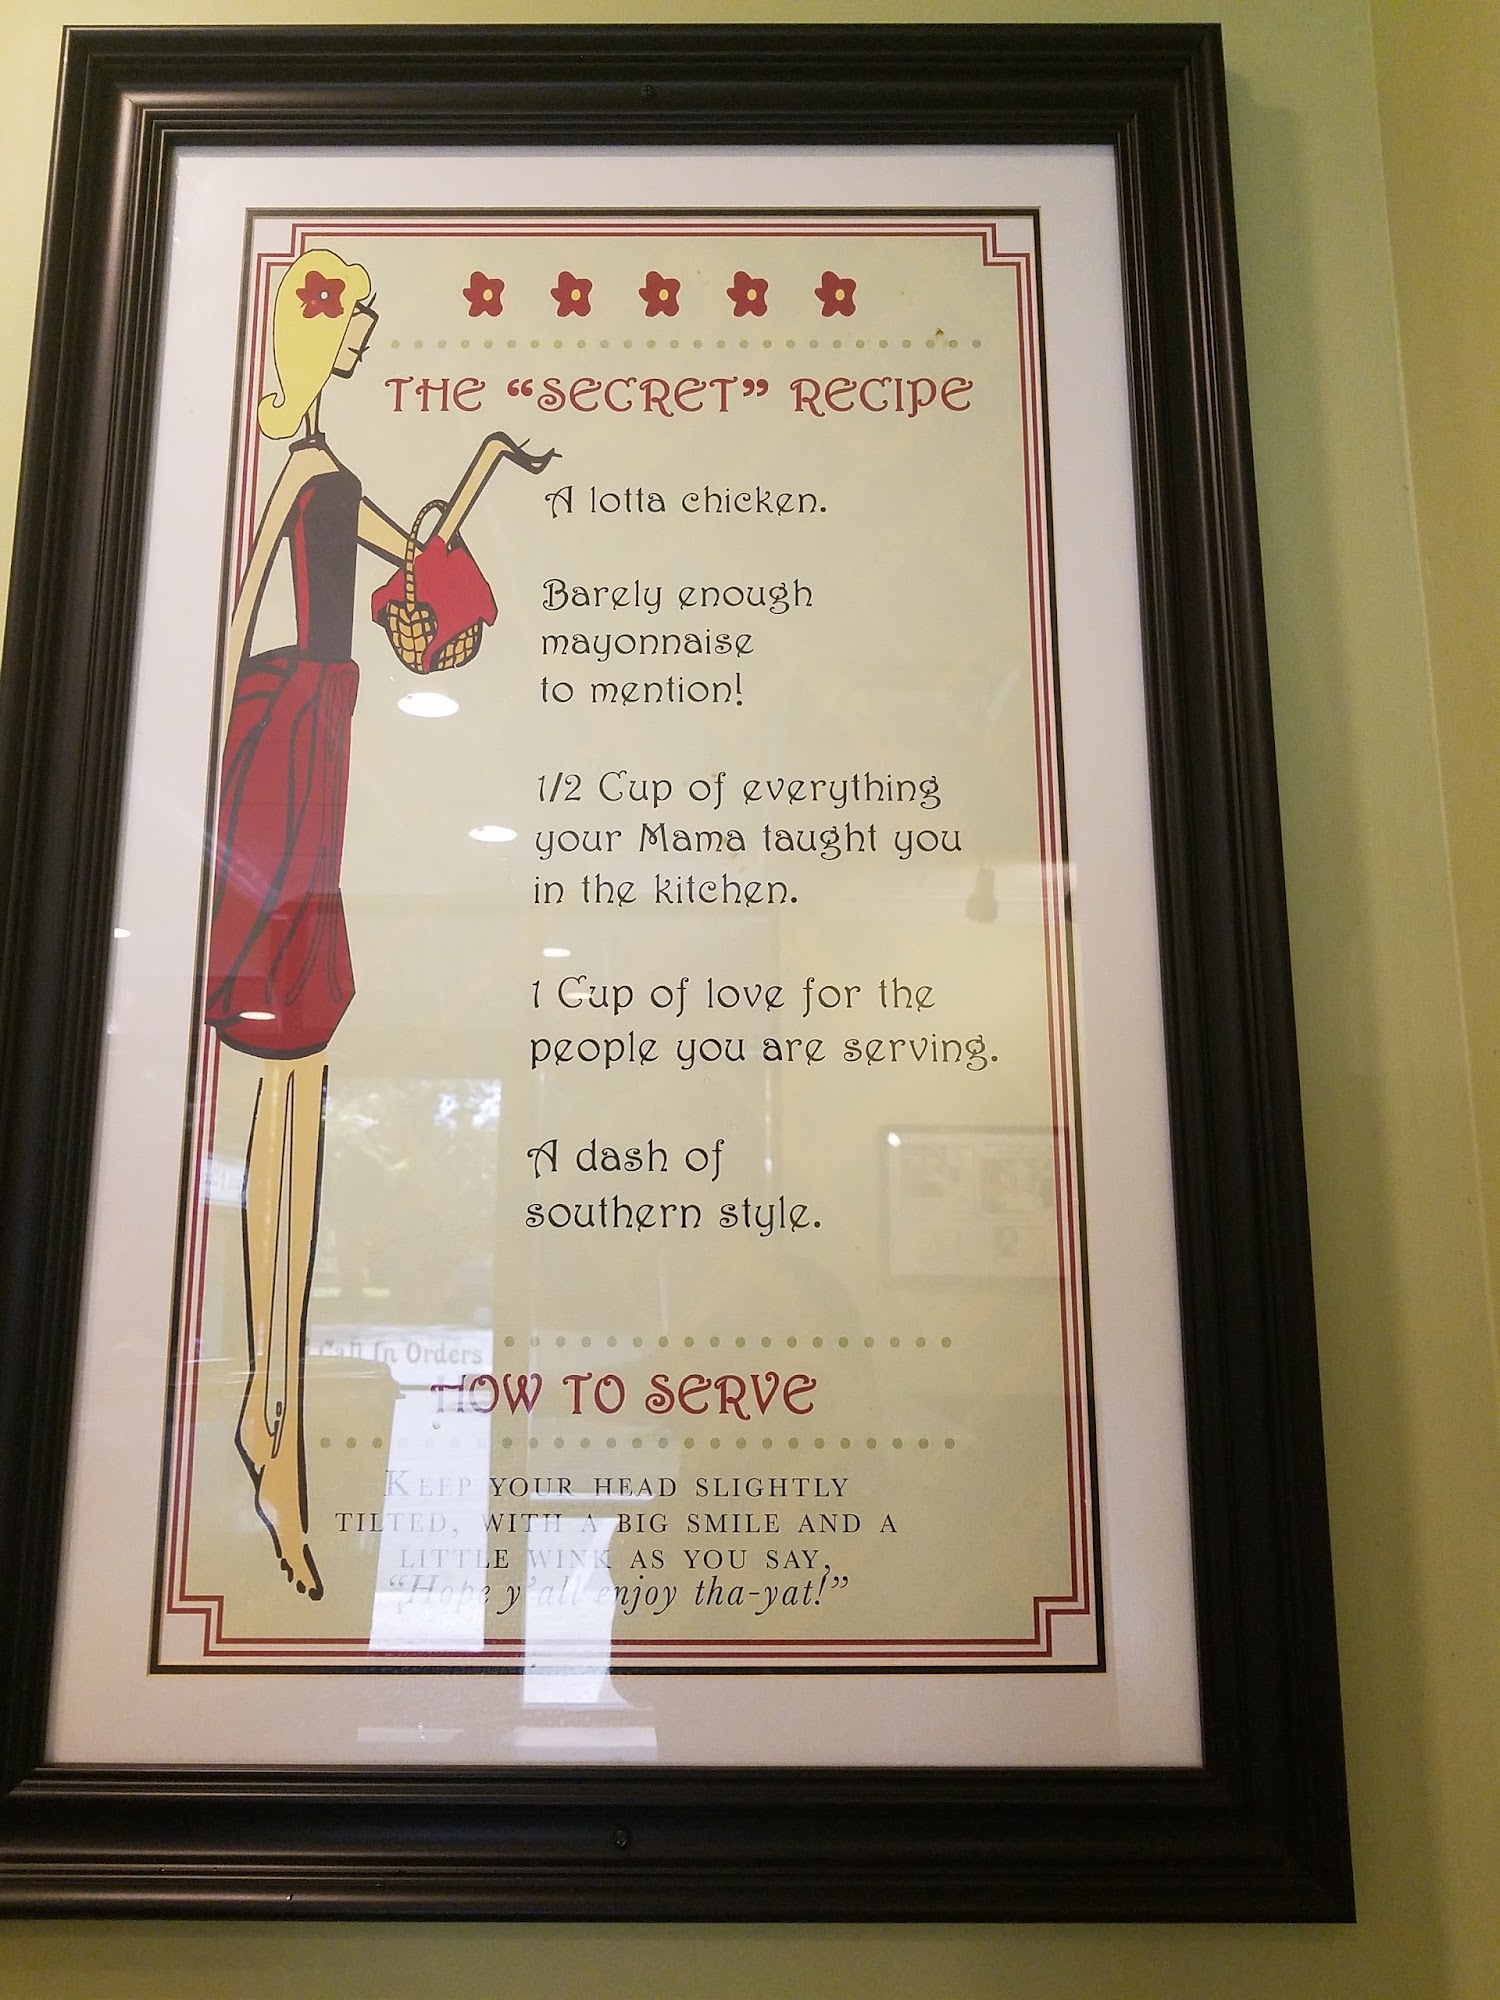 THE “SECRET” RECIPE
A lotta chicken.
Barely enough
mayonnaise
to mention!
1/2 Cup of everything
your Mama taught you
in the kitchen.
1 Cup of love for the
people you are serving.
A dash of
southern style.
Call In Orders
HOW TO SERVE
KEEP YOUR HEAD SLIGHTLY
TILTED, WITH A BIG SMILE AND A
LITTLE WINK AS YOU SAY,
“Hope y’all enjoy tha-yat!”